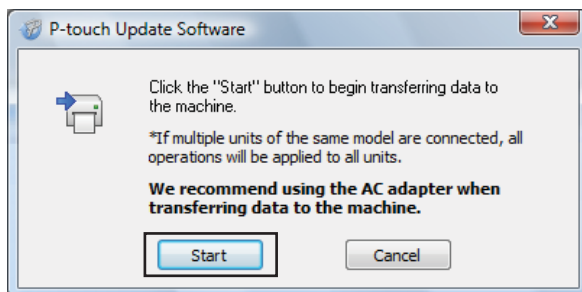 P-touch Update Software
Click the "Start" button to begin transferring data to
the machine.
*If multiple units of the same model are connected, all
operations will be applied to all units.
We recommend using the AC adapter when
transferring data to the machine.
Start
Cancel